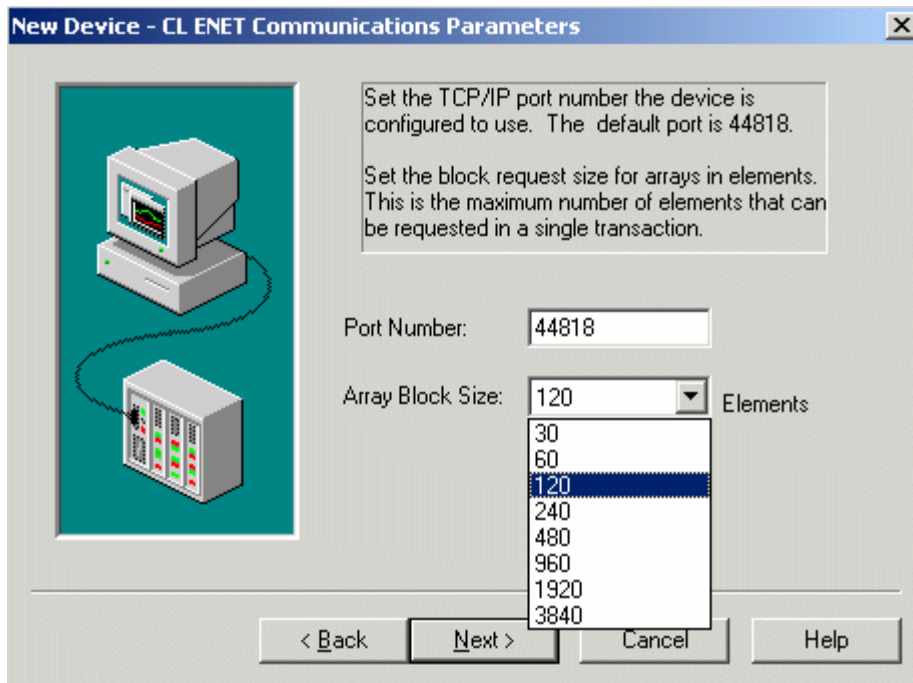 New Device - CL ENET Communications Parameters
Set the TCP/IP port number the device is
configured to use. The default port is 44818.
Set the block request size for arrays in elements.
This is the maximum number of elements that can
be requested in a single transaction.
Port Number: 44818
Array Block Size: 120 Elements
30
60
120
240
480
960
1920
3840
< Back Next > Cancel Help